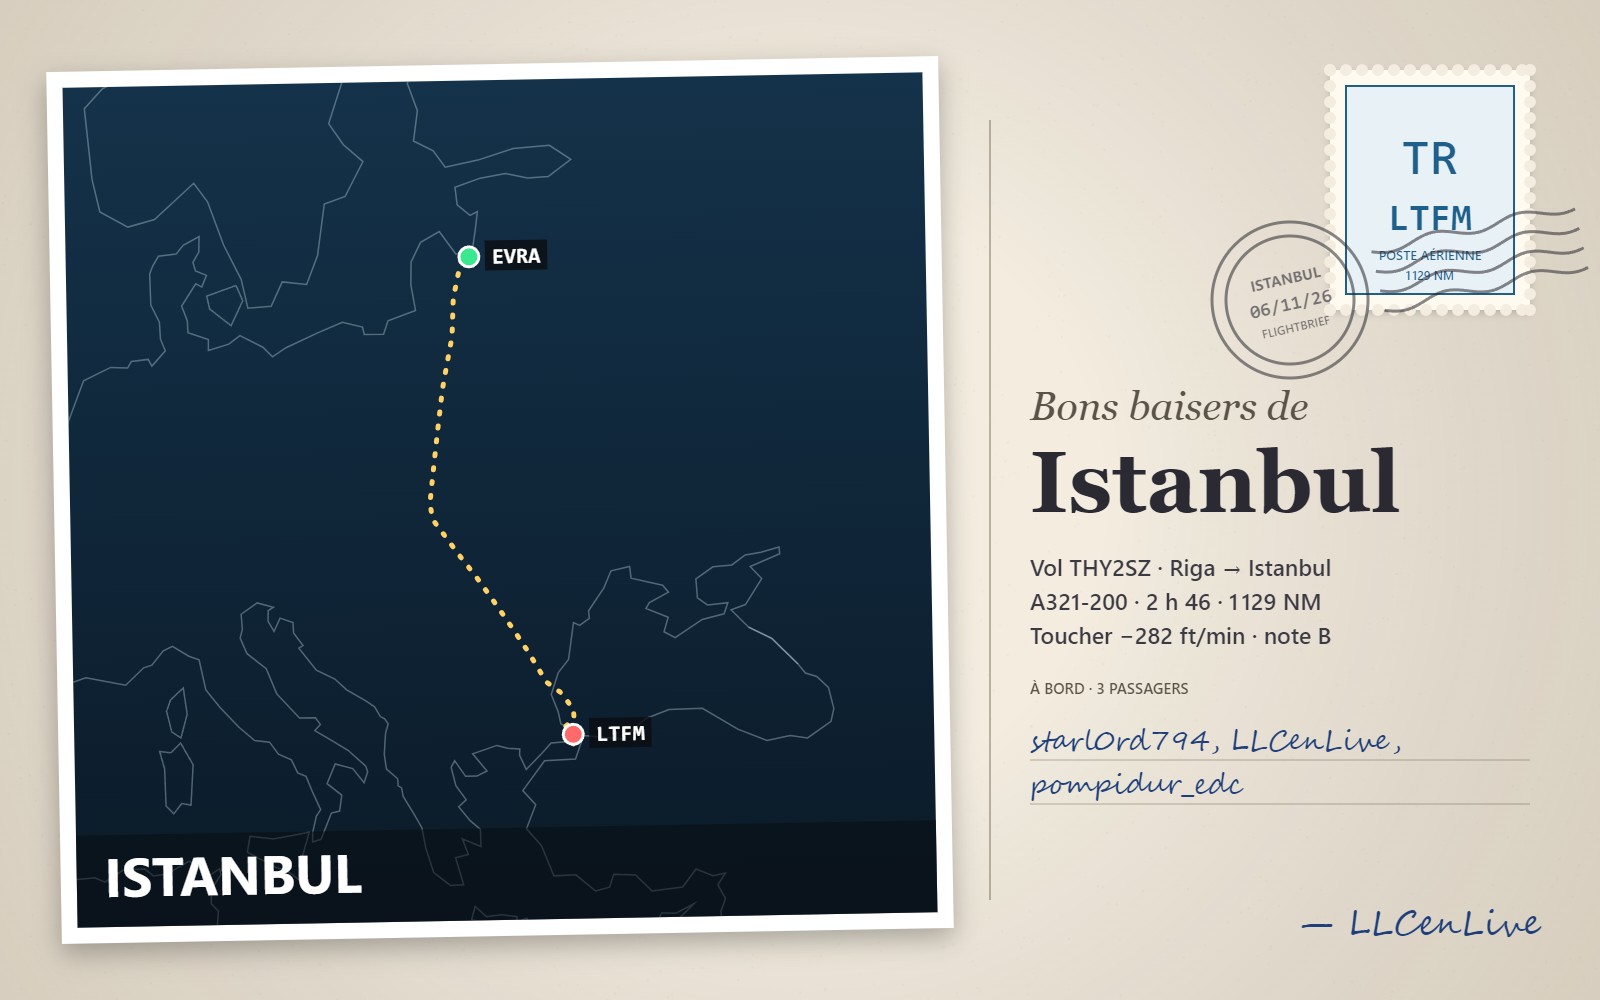 EVRA
LTFM
ISTANBUL
TR
LTFM
POSTE AÉRIENNE
1129 NM
ISTANBUL
06/11/26
FLIGHTBRIEF
Bons baisers de
Istanbul
Vol THY2SZ · Riga → Istanbul
A321-200 · 2 h 46 · 1129 NM
Toucher −282 ft/min · note B
À BORD · 3 PASSAGERS
starl0rd794, LLCenLive,
pompidur_edc
— LLCenLive